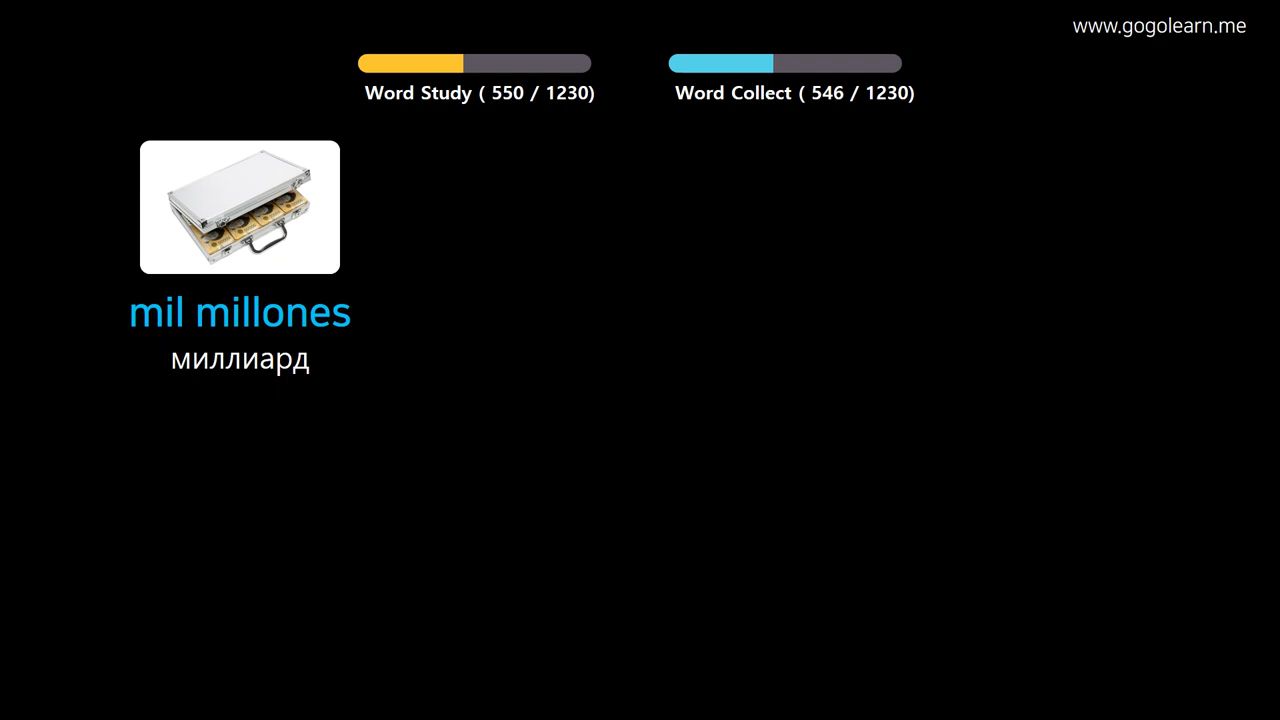 www.gogolearn.me
Word Study ( 550 / 1230)
Word Collect ( 546 / 1230)
mil millones
миллиард